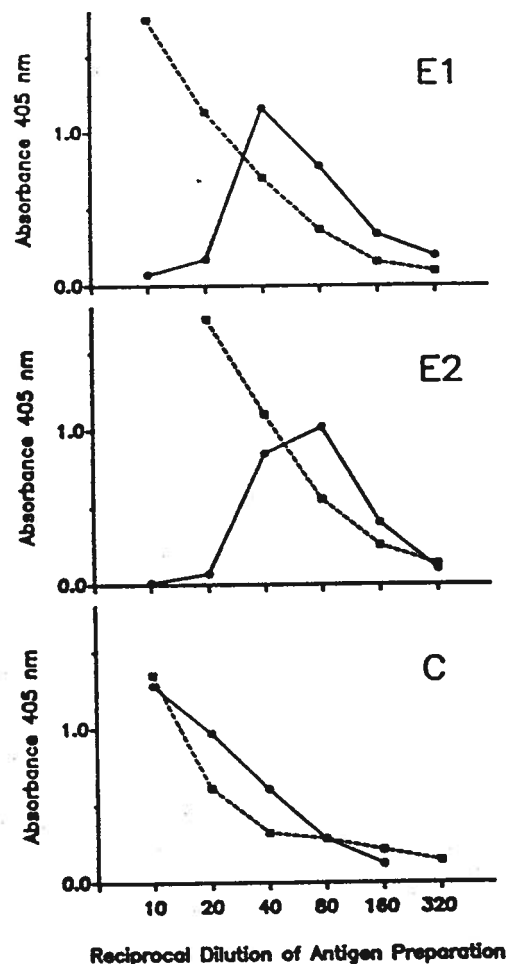 E1
Absorbance 405 nm
1.0
0.0
E2
Absorbance 405 nm
1.0
0.0
C
Absorbance 405 nm
1.0
0.0
10 20 40 80 160 320
Reciprocal Dilution of Antigen Preparation